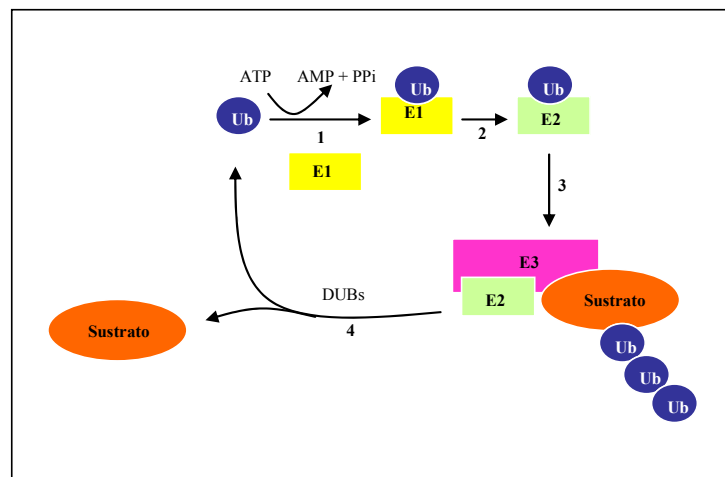 ATP
AMP + PPi
Ub
1
E1
Ub
E1
2
Ub
E2
3
E3
E2
Sustrato
Ub
Ub
Ub
DUBs
4
Sustrato